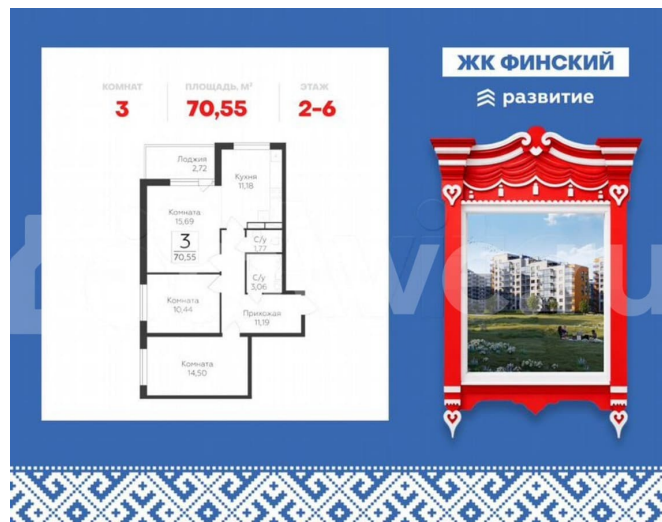 КОМНАТ
3
ПЛОЩАДЬ, М²
70,55
ЭТАЖ
2-6
ЖК ФИНСКИЙ
развитие
Лоджия
2,72
Кухня
11,18
Комната
15,69
3
70,55
С/у
1,77
С/у
3,06
Комната
10,44
Прихожая
11,19
Комната
14,50